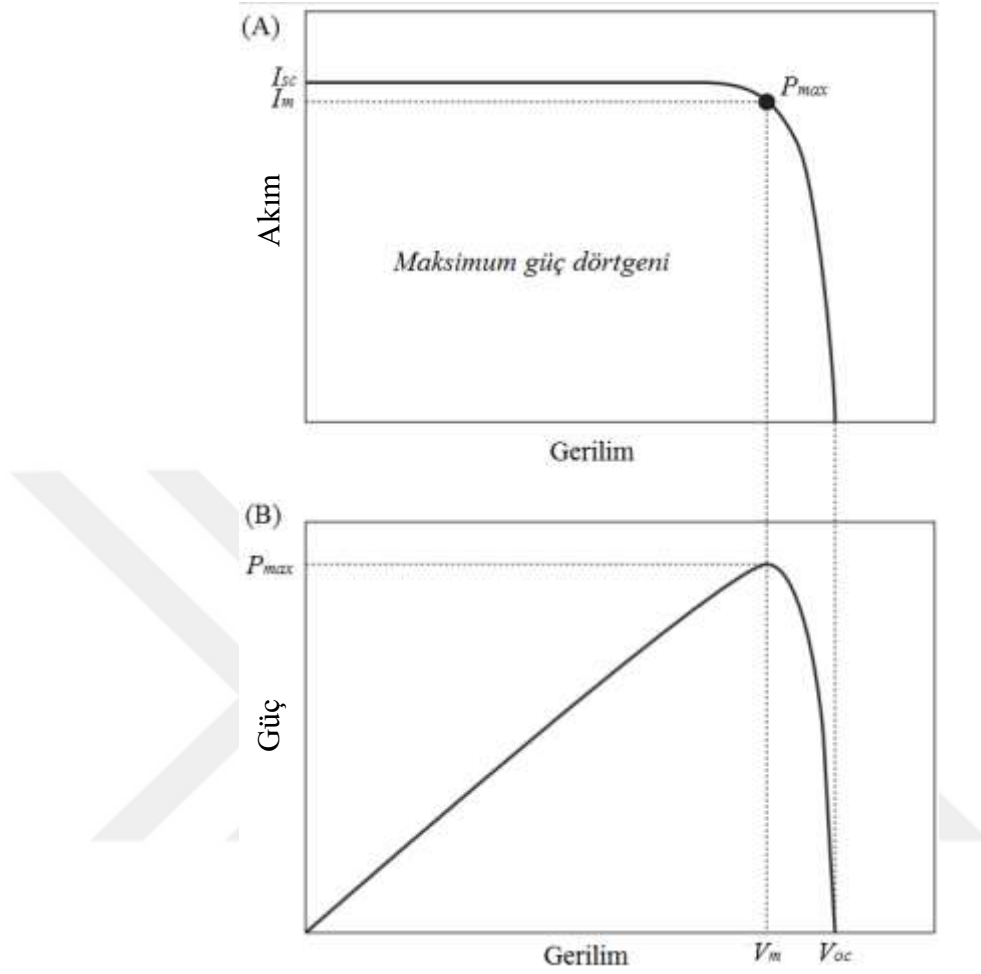 (A)
Isc
Im
Pmax
Akım
Maksimum güç dörtgeni
Gerilim
(B)
Pmax
Güç
Gerilim
Vm
Voc